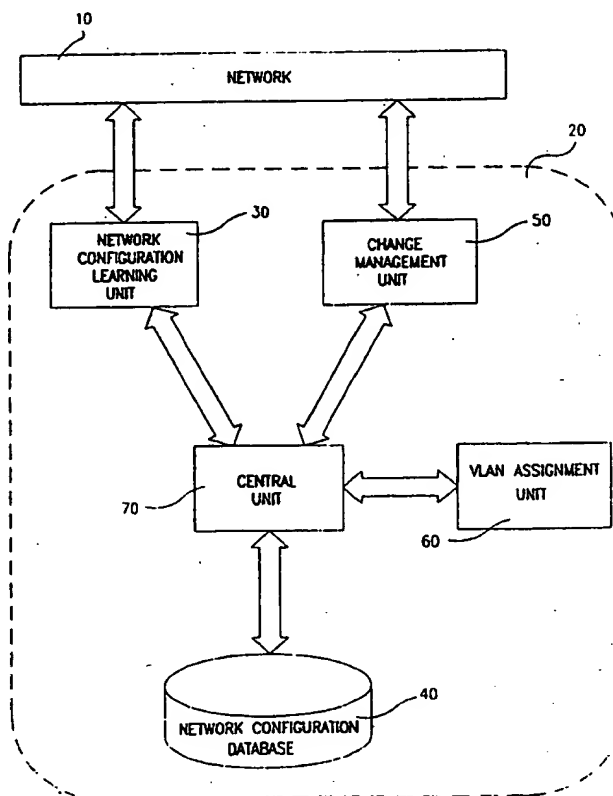 10
NETWORK
20
30
50
NETWORK
CONFIGURATION
LEARNING
UNIT
CHANGE
MANAGEMENT
UNIT
CENTRAL
UNIT
70
VLAN ASSIGNMENT
UNIT
60
40
NETWORK CONFIGURATION
DATABASE